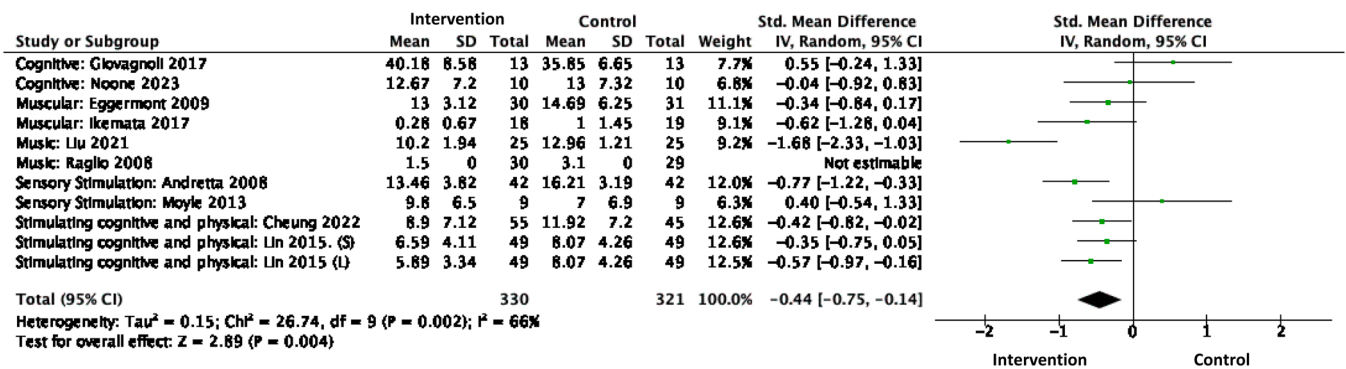 Intervention Control Std. Mean Difference Std. Mean Difference
Study or Subgroup Mean SD Total Mean SD Total Weight IV, Random, 95% CI IV, Random, 95% CI
Cognitive: Giovagnoli 2017 40.18 8.58 13 35.85 6.65 13 7.7% 0.55 [-0.24, 1.33]
Cognitive: Noone 2023 12.67 7.2 10 13 7.32 10 6.8% -0.04 [-0.92, 0.83]
Muscular: Eggermont 2009 13 3.12 30 14.69 6.25 31 11.1% -0.34 [-0.84, 0.17]
Muscular: Ikemata 2017 0.28 0.67 18 1 1.45 19 9.1% -0.62 [-1.28, 0.04]
Music: Liu 2021 10.2 1.94 25 12.96 1.21 25 9.2% -1.68 [-2.33, -1.03]
Music: Raglio 2008 1.5 0 30 3.1 0 29 Not estimable
Sensory Stimulation: Andretta 2008 13.46 3.82 42 16.21 3.19 42 12.0% -0.77 [-1.22, -0.33]
Sensory Stimulation: Moyle 2013 9.8 6.5 9 7 6.9 9 6.3% 0.40 [-0.54, 1.33]
Stimulating cognitive and physical: Cheung 2022 8.9 7.12 55 11.92 7.2 45 12.6% -0.42 [-0.82, -0.02]
Stimulating cognitive and physical: Lin 2015. (S) 6.59 4.11 49 8.07 4.26 49 12.6% -0.35 [-0.75, 0.05]
Stimulating cognitive and physical: Lin 2015 (L) 5.89 3.34 49 8.07 4.26 49 12.5% -0.57 [-0.97, -0.16]
Total (95% CI) 330 321 100.0% -0.44 [-0.75, -0.14]
Heterogeneity: Tau² = 0.15; Chi² = 26.74, df = 9 (P = 0.002); I² = 66%
Test for overall effect: Z = 2.89 (P = 0.004)
-2 -1 0 1 2
Intervention Control